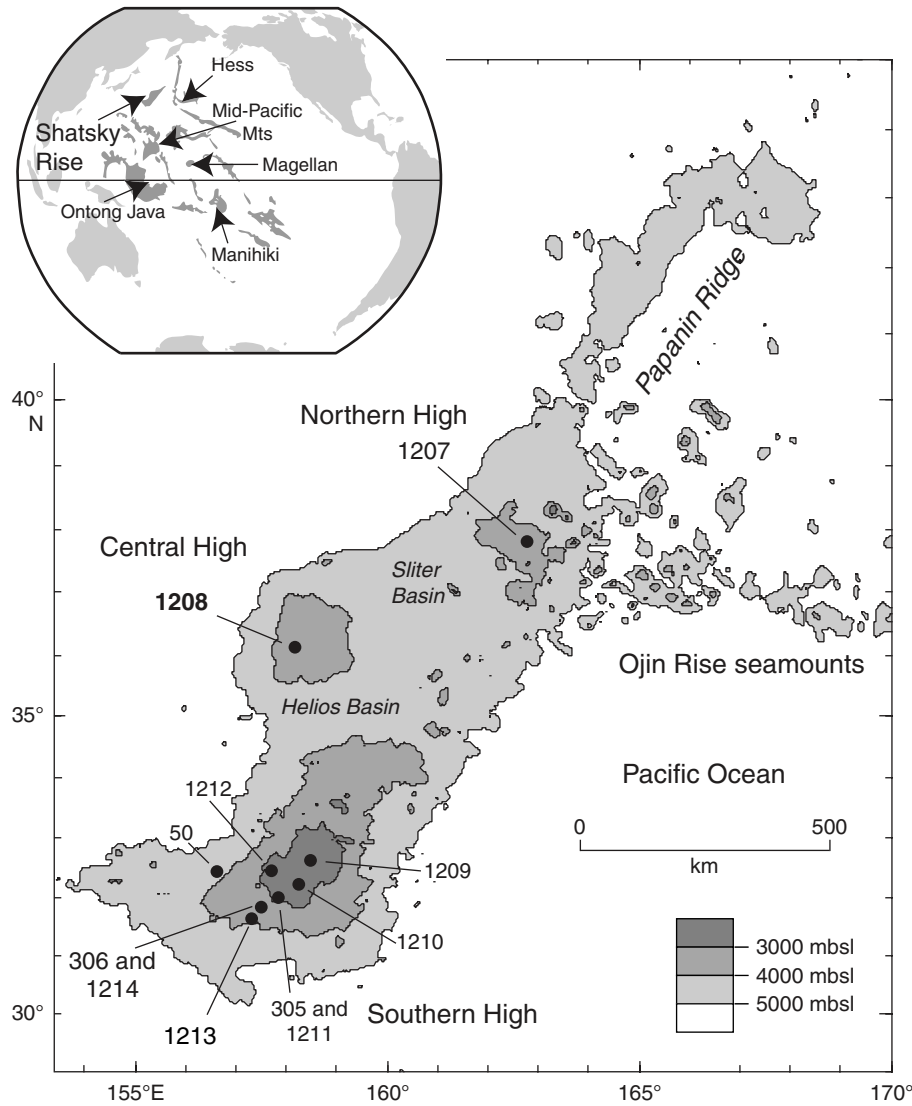 Hess
Mid-Pacific
Mts
Shatsky
Rise
Magellan
Ontong Java
Manihiki
Papanin Ridge
40°
N
Northern High
1207
Central High
Sliter
Basin
1208
Ojin Rise seamounts
Helios Basin
35°
Pacific Ocean
1212
0
500
km
50
1209
1210
3000 mbsl
306 and
1214
4000 mbsl
305 and
1211
Southern High
5000 mbsl
30°
1213
155°E
160°
165°
170°